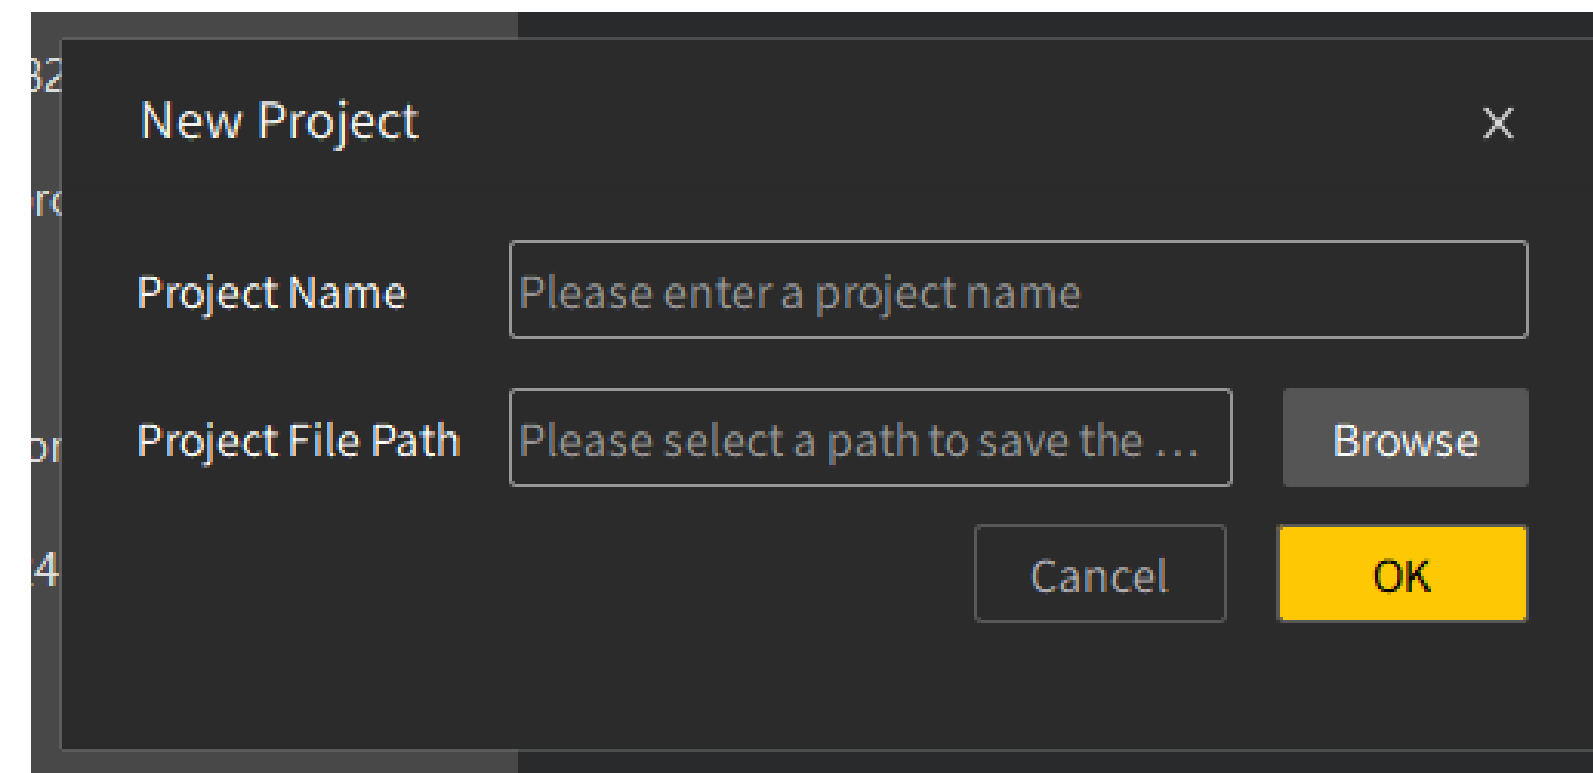 32
New Project
Project Name
Please enter a project name
Project File Path
Please select a path to save the ...
Browse
Cancel
OK